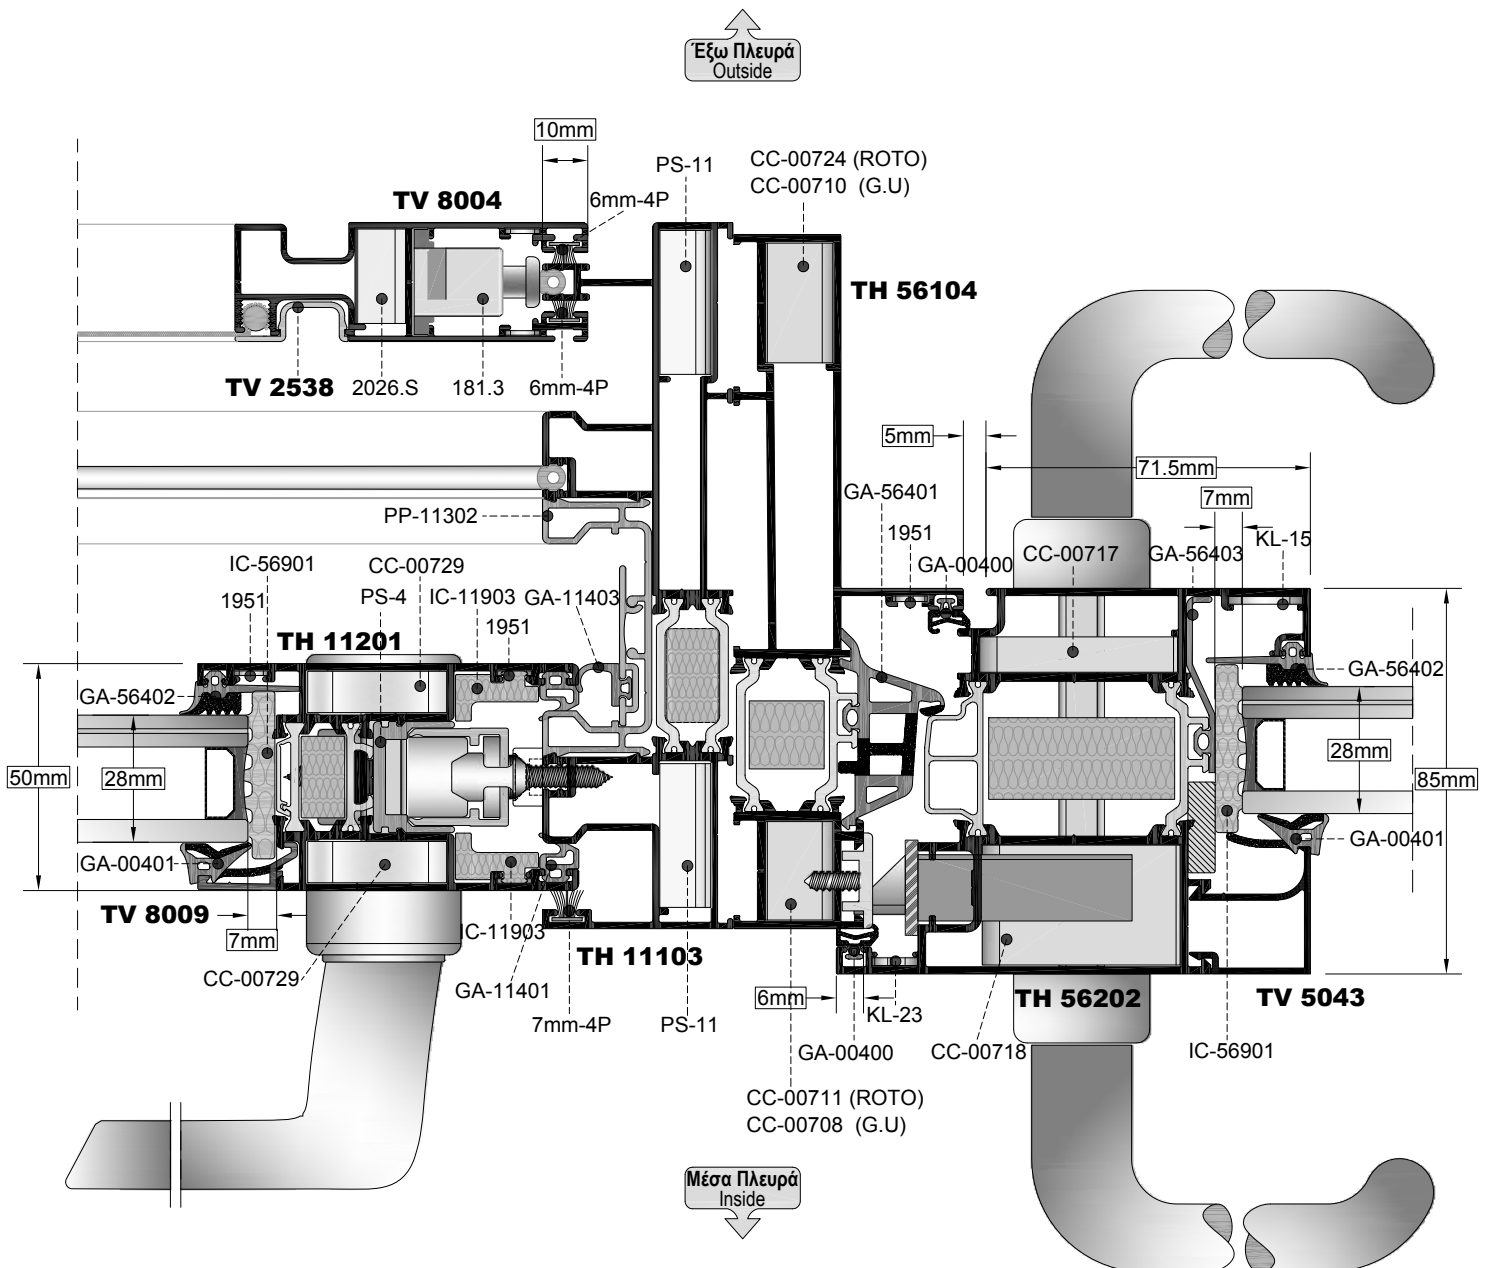 Έξω Πλευρά
Outside
10mm
PS-11
CC-00724 (ROTO)
CC-00710 (G.U)
TV 8004
6mm-4P
TH 56104
TV 2538
2026.S
181.3
6mm-4P
5mm
71.5mm
GA-56401
7mm
PP-11302
1951
KL-15
GA-00400
CC-00717
GA-56403
IC-56901
CC-00729
1951
PS-4
IC-11903
GA-11403
1951
TH 11201
GA-56402
GA-56402
50mm
28mm
28mm
85mm
GA-00401
GA-00401
TV 8009
7mm
IC-11903
TH 11103
CC-00729
GA-11401
6mm
KL-23
TH 56202
TV 5043
7mm-4P
PS-11
GA-00400
CC-00718
IC-56901
CC-00711 (ROTO)
CC-00708 (G.U)
Μέσα Πλευρά
Inside